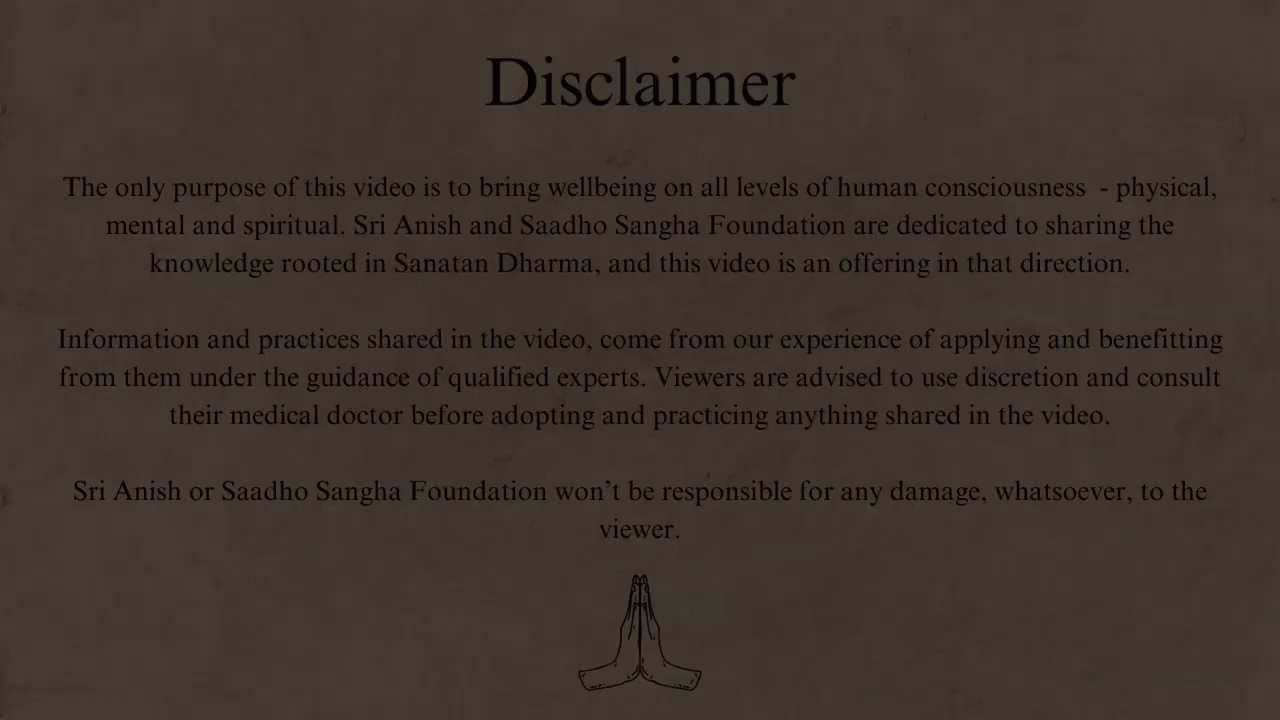 Disclaimer
The only purpose of this video is to bring wellbeing on all levels of human consciousness  - physical,
mental and spiritual. Sri Anish and Saadho Sangha Foundation are dedicated to sharing the
knowledge rooted in Sanatan Dharma, and this video is an offering in that direction.
Information and practices shared in the video, come from our experience of applying and benefitting
from them under the guidance of qualified experts. Viewers are advised to use discretion and consult
their medical doctor before adopting and practicing anything shared in the video.
Sri Anish or Saadho Sangha Foundation won’t be responsible for any damage, whatsoever, to the
viewer.